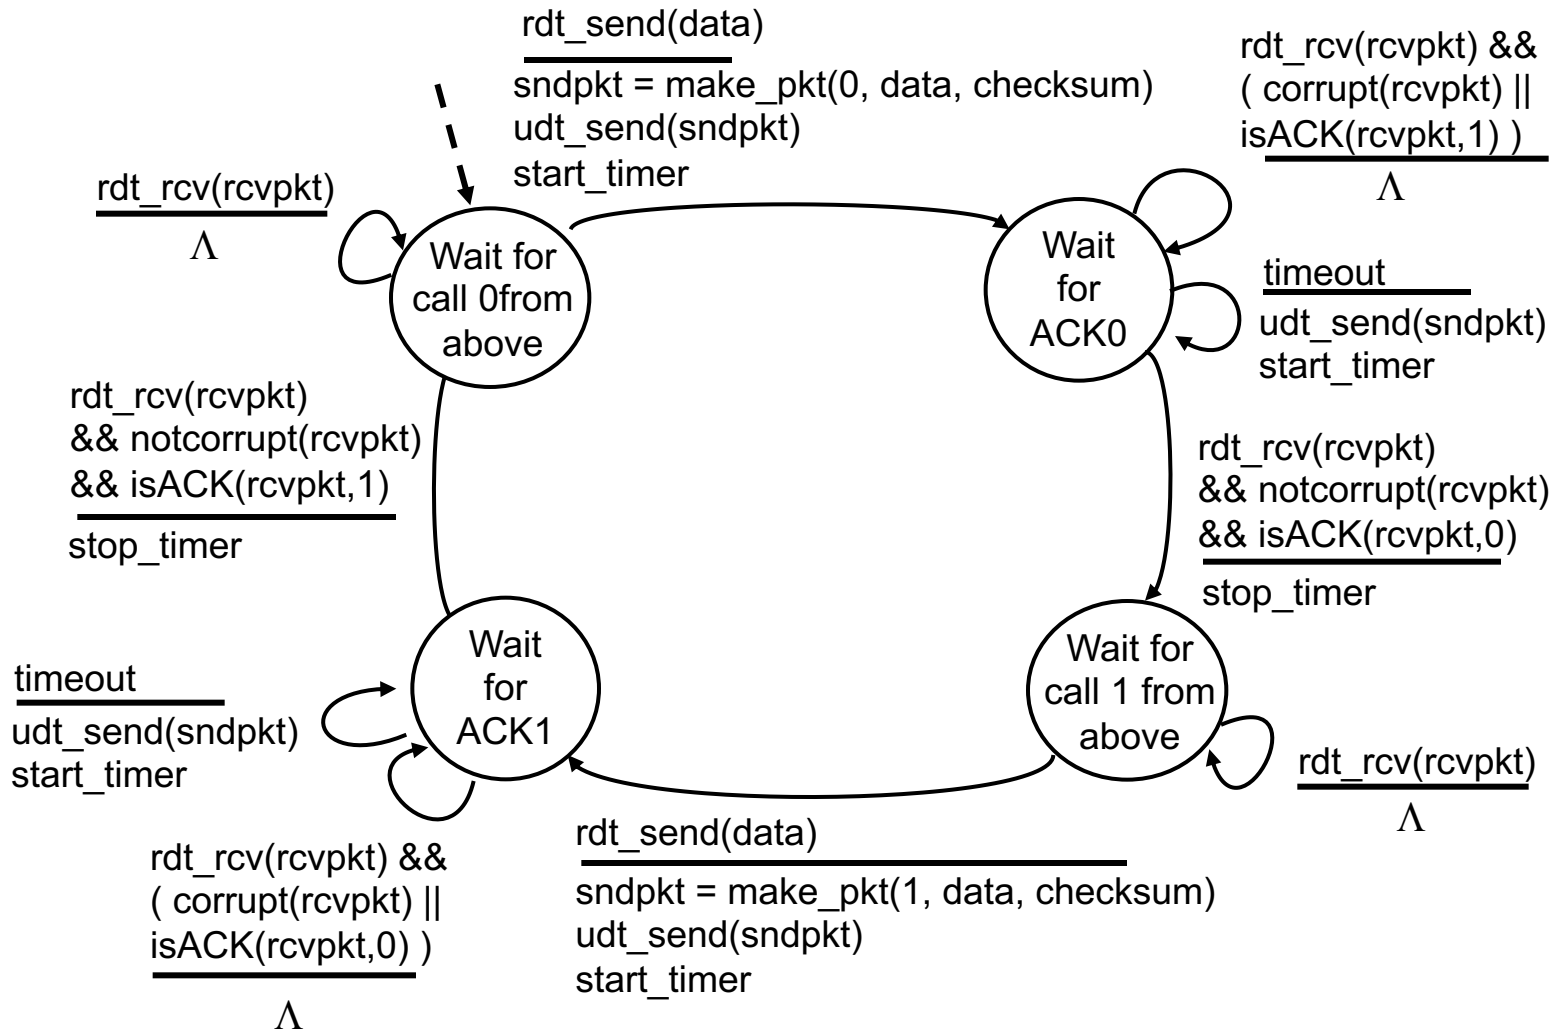 rdt_send(data)
sndpkt = make_pkt(0, data, checksum)
udt_send(sndpkt)
start_timer
rdt_rcv(rcvpkt) &&
( corrupt(rcvpkt) ||
isACK(rcvpkt,1) )
Λ
rdt_rcv(rcvpkt)
Λ
Wait for
call 0from
above
Wait
for
ACK0
timeout
udt_send(sndpkt)
start_timer
rdt_rcv(rcvpkt)
&& notcorrupt(rcvpkt)
&& isACK(rcvpkt,1)
stop_timer
rdt_rcv(rcvpkt)
&& notcorrupt(rcvpkt)
&& isACK(rcvpkt,0)
stop_timer
Wait
for
ACK1
Wait for
call 1 from
above
timeout
udt_send(sndpkt)
start_timer
rdt_rcv(rcvpkt)
Λ
rdt_rcv(rcvpkt) &&
( corrupt(rcvpkt) ||
isACK(rcvpkt,0) )
Λ
rdt_send(data)
sndpkt = make_pkt(1, data, checksum)
udt_send(sndpkt)
start_timer